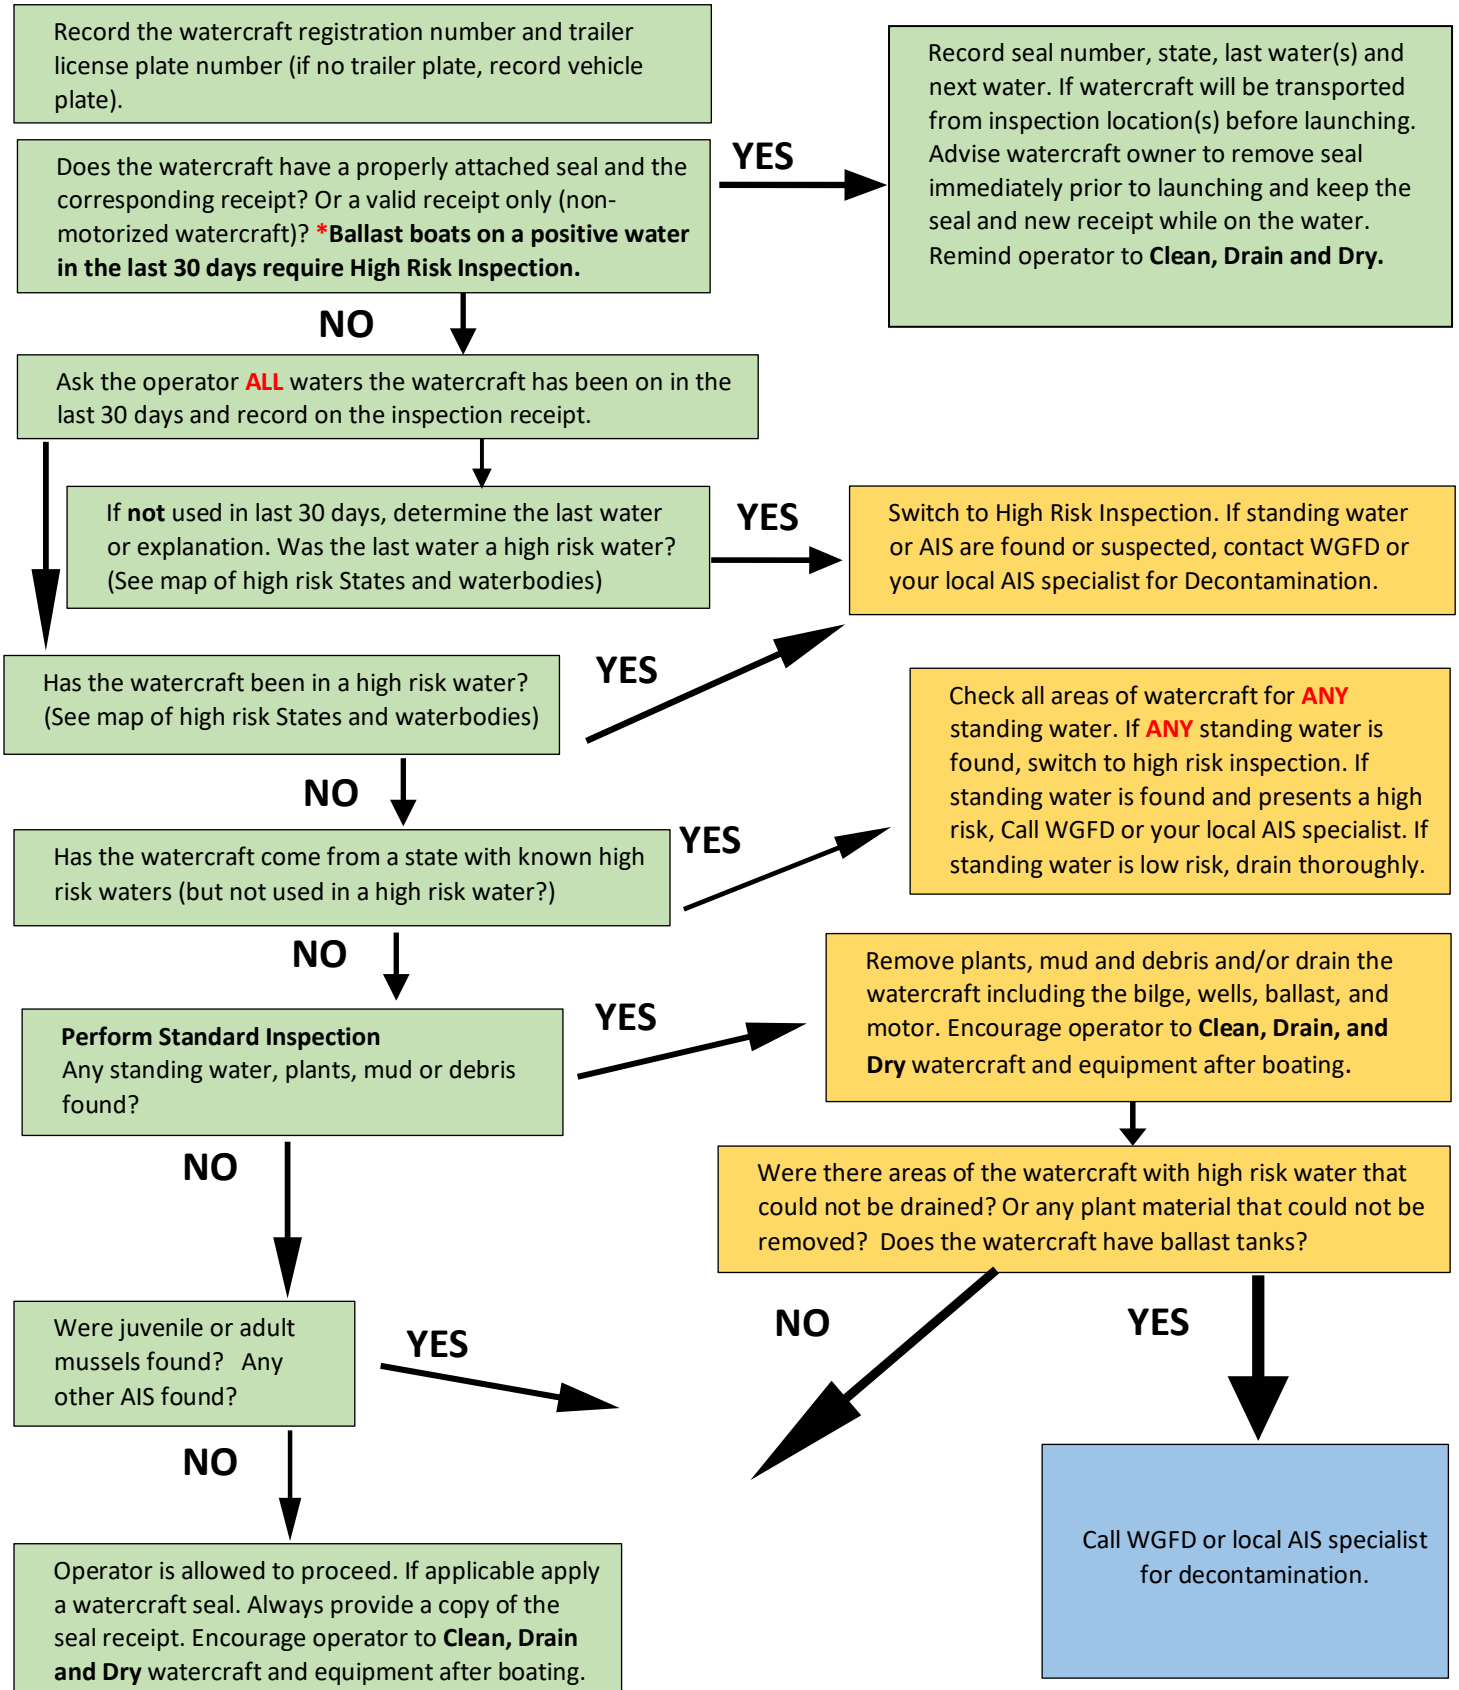 Record the watercraft registration number and trailer
license plate number (if no trailer plate, record vehicle
plate).
Record seal number, state, last water(s) and
next water. If watercraft will be transported
from inspection location(s) before launching.
Advise watercraft owner to remove seal
immediately prior to launching and keep the
seal and new receipt while on the water.
Remind operator to Clean, Drain and Dry.
YES
Does the watercraft have a properly attached seal and the
corresponding receipt? Or a valid receipt only (non-
motorized watercraft)? *Ballast boats on a positive water
in the last 30 days require High Risk Inspection.
NO
Ask the operator ALL waters the watercraft has been on in the
last 30 days and record on the inspection receipt.
If not used in last 30 days, determine the last water
or explanation. Was the last water a high risk water?
(See map of high risk States and waterbodies)
YES
Switch to High Risk Inspection. If standing water
or AIS are found or suspected, contact WGFD or
your local AIS specialist for Decontamination.
Has the watercraft been in a high risk water?
(See map of high risk States and waterbodies)
YES
NO
Check all areas of watercraft for ANY
standing water. If ANY standing water is
found, switch to high risk inspection. If
standing water is found and presents a high
risk, Call WGFD or your local AIS specialist. If
standing water is low risk, drain thoroughly.
Has the watercraft come from a state with known high
risk waters (but not used in a high risk water?)
YES
NO
Remove plants, mud and debris and/or drain the
watercraft including the bilge, wells, ballast, and
motor. Encourage operator to Clean, Drain, and
Dry watercraft and equipment after boating.
Perform Standard Inspection
Any standing water, plants, mud or debris
found?
YES
NO
Were there areas of the watercraft with high risk water that
could not be drained? Or any plant material that could not be
removed? Does the watercraft have ballast tanks?
NO
YES
Were juvenile or adult
mussels found? Any
other AIS found?
YES
NO
Call WGFD or local AIS specialist
for decontamination.
Operator is allowed to proceed. If applicable apply
a watercraft seal. Always provide a copy of the
seal receipt. Encourage operator to Clean, Drain
and Dry watercraft and equipment after boating.